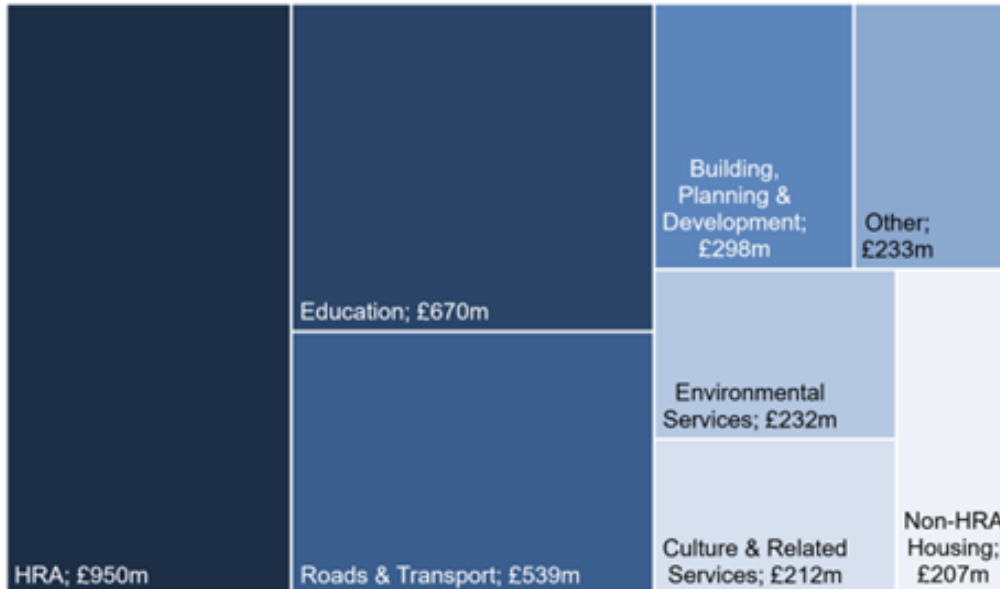 HRA; £950m
Education; £670m
Roads & Transport; £539m
Building,
Planning &
Development;
£298m
Other;
£233m
Environmental
Services; £232m
Culture & Related
Services; £212m
Non-HRA
Housing;
£207m